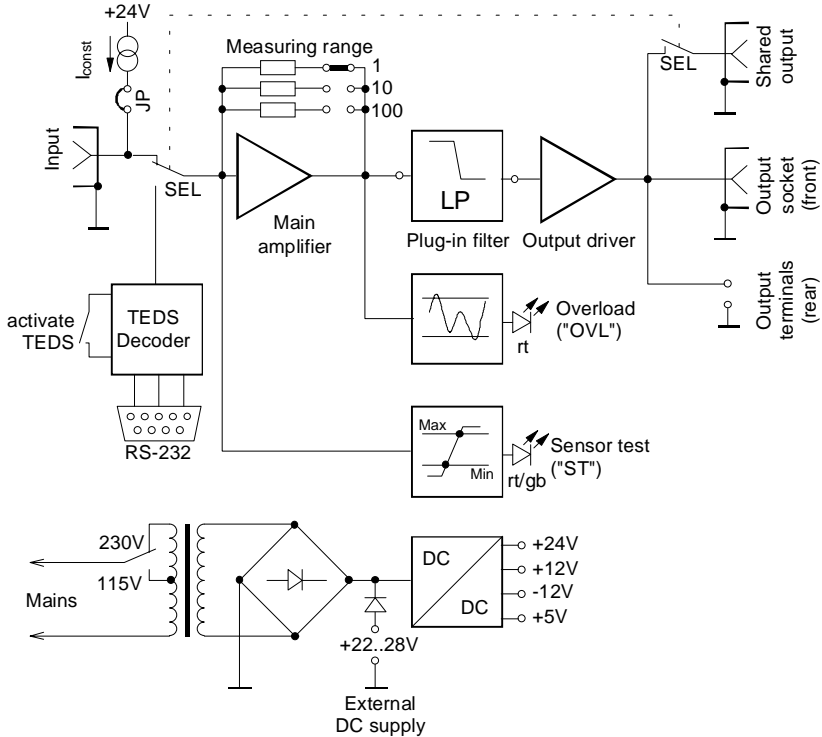 +24V
Iconst
JP
Input
SEL
Measuring range
1
10
100
Main
amplifier
LP
Plug-in filter
Output driver
SEL
Shared
output
Output
socket
(front)
Output
terminals
(rear)
activate
TEDS
TEDS
Decoder
RS-232
Overload
("OVL")
rt
Max
Min
Sensor test
("ST")
rt/gb
230V
115V
Mains
+22..28V
External
DC supply
DC
DC
+24V
+12V
-12V
+5V